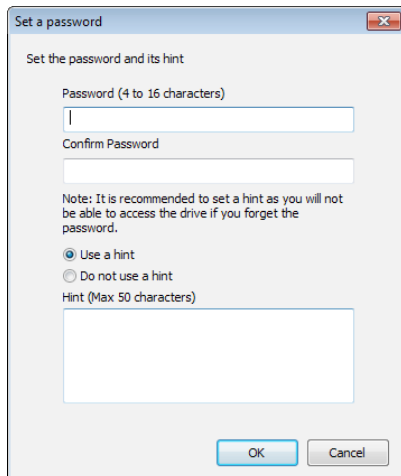 Set a password
Set the password and its hint
Password (4 to 16 characters)
Confirm Password
Note: It is recommended to set a hint as you will not
be able to access the drive if you forget the
password.
Use a hint
Do not use a hint
Hint (Max 50 characters)
OK Cancel